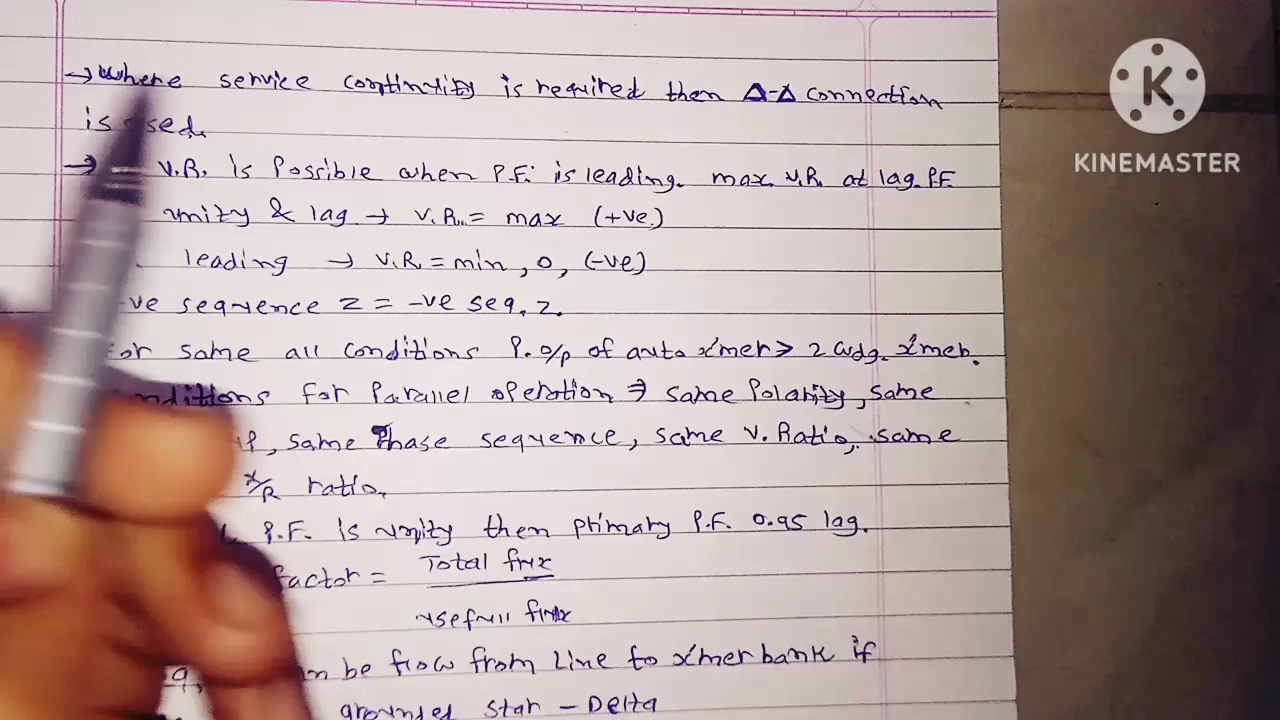 → where service continuity is required then Δ-Δ connection
is used.
→ V.R. is Possible when P.F. is leading. max V.R. at lag. P.F
unity & lag → V.R. = max (+ve)
leading → V.R. = min, 0, (-ve)
ve sequence Z = -ve seq. Z.
for same all conditions P. o/p of auto x'mer > 2 wdg. x'mer.
nditions for Parallel operation ⇒ same Polarity, same
f, same Phase sequence, same V. Ratio, same
x/R ratio.
P.F. is unity then primary P.F. 0.95 lag.
factor = Total flux
usefull flux
be flow from Line to x'mer bank if
grounded star - Delta
K
KINEMASTER